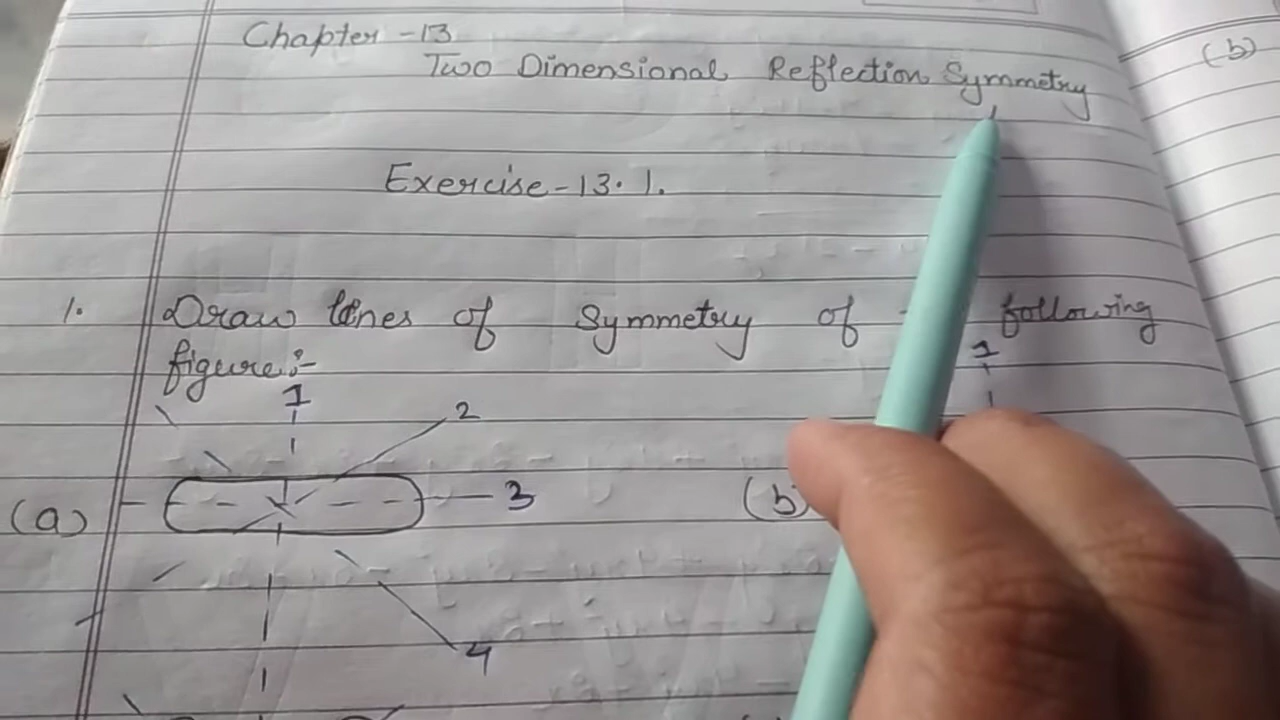 Chapter -13
Two Dimensional Reflection Symmetry
(b)
Exercise-13.1.
1. Draw lines of Symmetry of following
figure:-
1
1
2
(a)
3
(b)
4